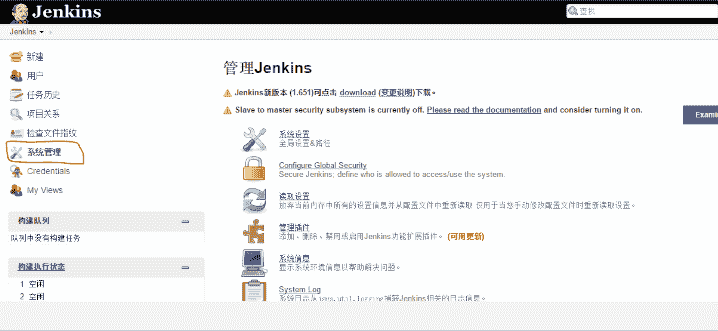 Jenkins
查找
Jenkins
新建
用户
任务历史
项目关系
检查文件指纹
系统管理
Credentials
My Views
构建队列
队列中没有构建任务
构建执行状态
1 空闲
2 空闲
管理Jenkins
Jenkins新版本 (1.651)可点击 download (变更说明)下载。
Slave to master security subsystem is currently off. Please read the documentation and consider turning it on.
Exami
系统设置
全局设置&路径
Configure Global Security
Secure Jenkins; define who is allowed to access/use the system.
读取设置
放弃当前内存中所有的设置信息并从配置文件中重新读取 仅用于当您手动修改配置文件时重新读取设置。
管理插件
添加、删除、禁用或启用Jenkins功能扩展插件。 (可用更新)
系统信息
显示系统环境信息以帮助解决问题。
System Log
系统日志从java.util.logging捕获Jenkins相关的日志信息。